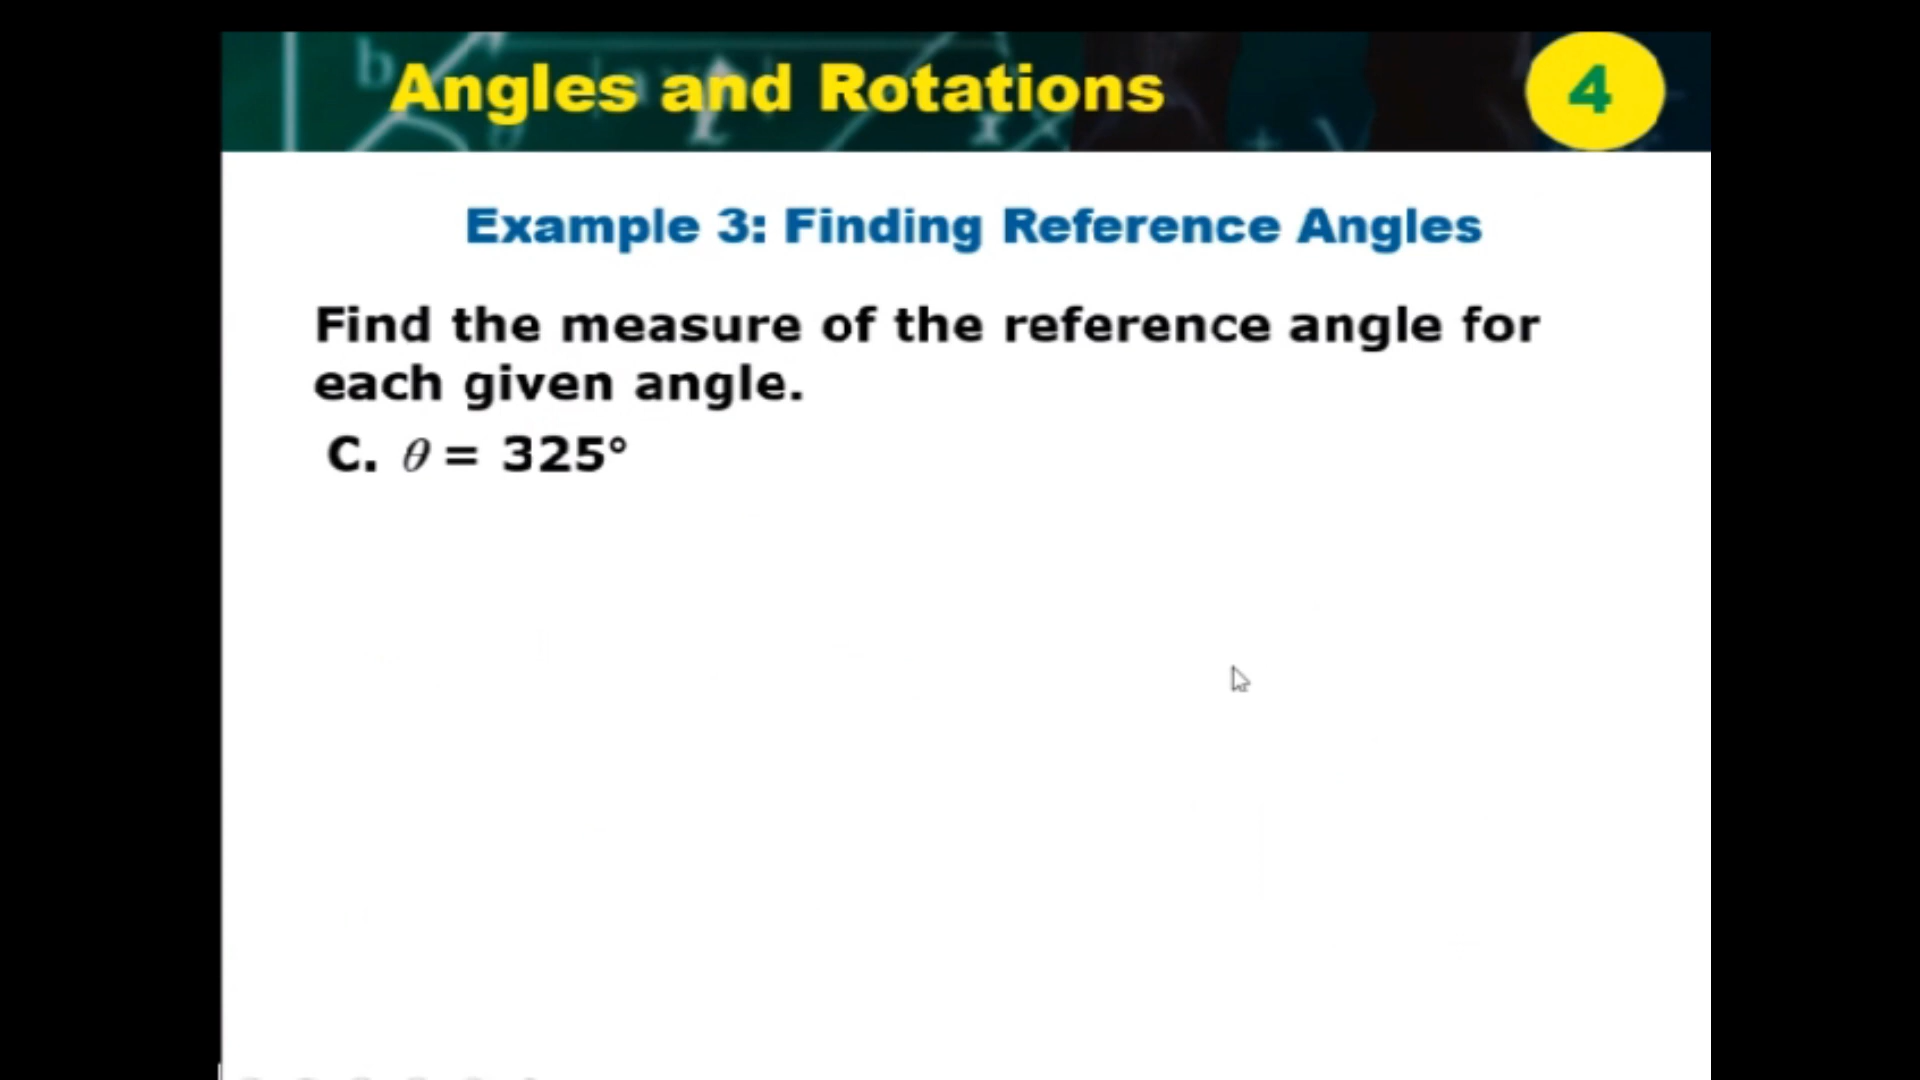 Angles and Rotations
4
Example 3: Finding Reference Angles
Find the measure of the reference angle for
each given angle.
C. θ = 325°